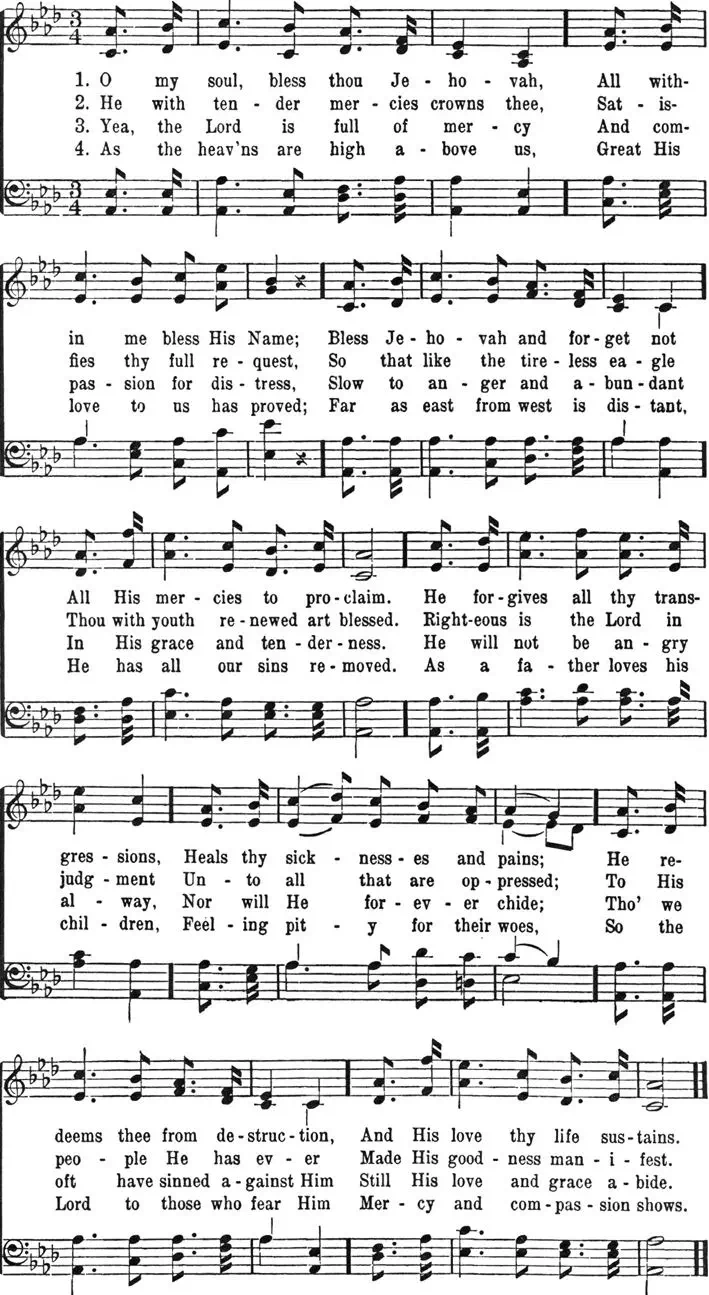 1. O my soul, bless thou Je - ho - vah, All with-
2. He with ten - der mer - cies crowns thee, Sat - is-
3. Yea, the Lord is full of mer - cy And com-
4. As the heav'ns are high a - bove us, Great His
in me bless His Name; Bless Je - ho - vah and for - get not
fies thy full re - quest, So that like the tire - less ea - gle
pas - sion for dis - tress, Slow to an - ger and a - bun - dant
love to us has proved; Far as east from west is dis - tant,
All His mer - cies to pro - claim. He for - gives all thy trans-
Thou with youth re - newed art blessed. Right-eous is the Lord in
In His grace and ten - der - ness. He will not be an - gry
He has all our sins re - moved. As a fa - ther loves his
gres - sions, Heals thy sick - ness - es and pains; He re-
judg - ment Un - to all that are op - pressed; To His
al - way, Nor will He for - ev - er chide; Tho' we
chil - dren, Feel - ing pit - y for their woes, So the
deems thee from de - struc - tion, And His love thy life sus - tains.
peo - ple He has ev - er Made His good - ness man - i - fest.
oft have sinned a - gainst Him Still His love and grace a - bide.
Lord to those who fear Him Mer - cy and com - pas - sion shows.